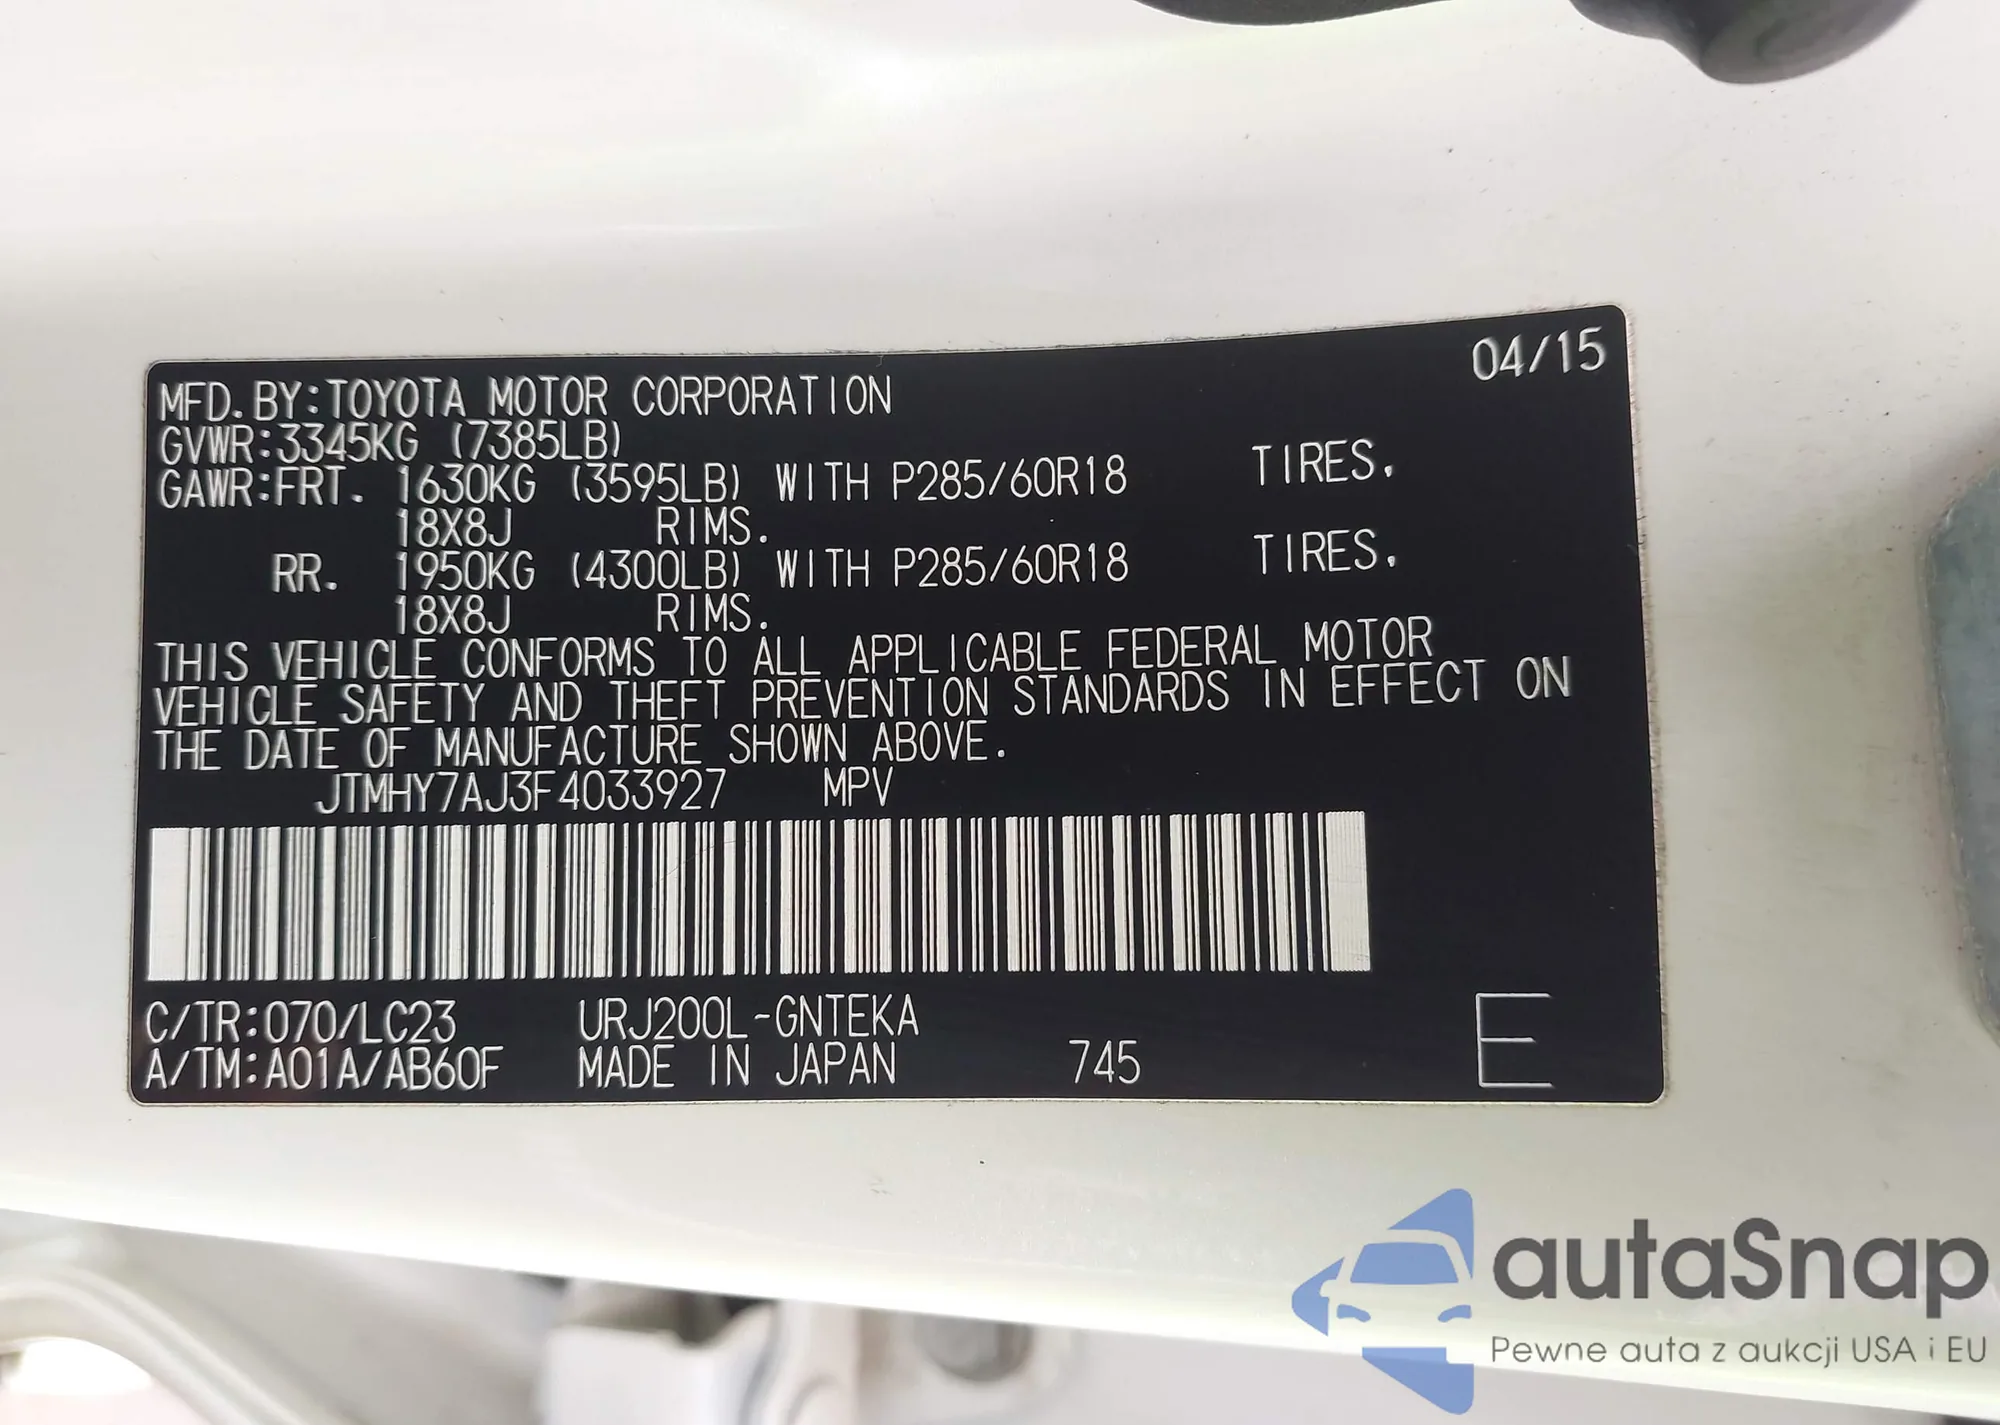 04/15
MFD.BY:TOYOTA MOTOR CORPORATION
GVWR:3345KG (7385LB)
GAWR:FRT. 1630KG (3595LB) WITH P285/60R18 TIRES.
18X8J RIMS.
RR. 1950KG (4300LB) WITH P285/60R18 TIRES.
18X8J RIMS.
THIS VEHICLE CONFORMS TO ALL APPLICABLE FEDERAL MOTOR
VEHICLE SAFETY AND THEFT PREVENTION STANDARDS IN EFFECT ON
THE DATE OF MANUFACTURE SHOWN ABOVE.
JTMHY7AJ3F4033927 MPV
C/TR:070/LC23 URJ200L-GNTEKA
A/TM:A01A/AB60F MADE IN JAPAN 745 E
autaSnap
Pewne auta z aukcji USA i EU